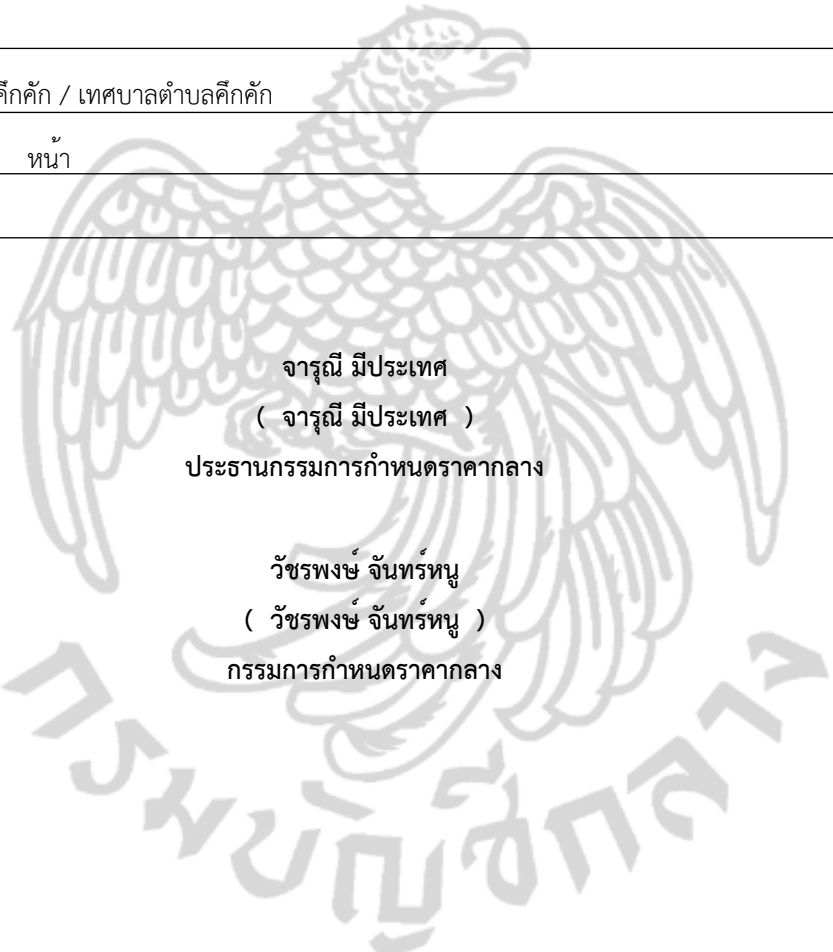 คึกคัก / เทศบาลตำบลคึกคัก
หน้า
จารุณี มีประเทศ
( จารุณี มีประเทศ )
ประธานกรรมการกำหนดราคากลาง
วัชรพงษ์ จันทร์หนู
( วัชรพงษ์ จันทร์หนู )
กรรมการกำหนดราคากลาง
กรมบัญชีกลาง